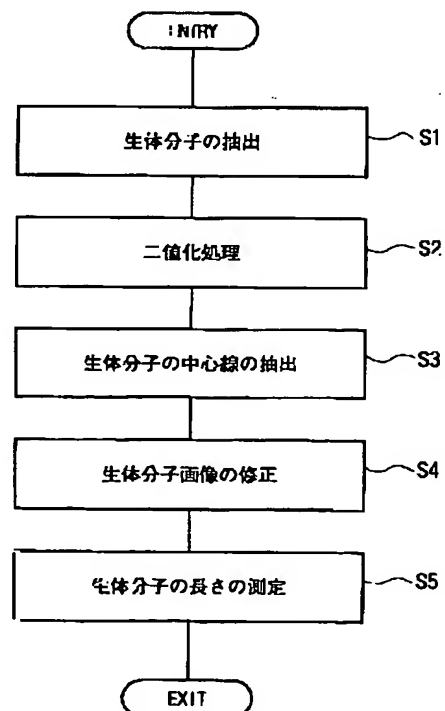 ENTRY
生体分子の抽出
S1
二値化処理
S2
生体分子の中心線の抽出
S3
生体分子画像の修正
S4
生体分子の長さの測定
S5
EXIT